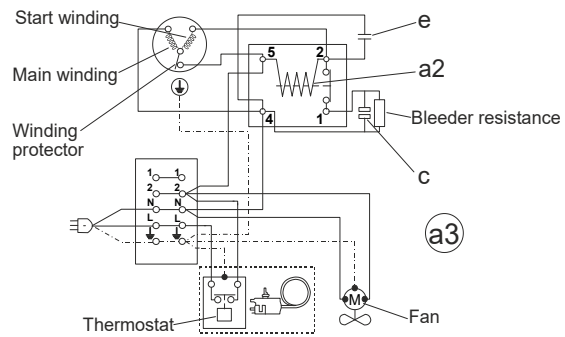 Start winding
e
5
2
a2
Main winding
4
1
Bleeder resistance
Winding
protector
c
1 1
2 2
N N
L L
a3
M
Thermostat
Fan